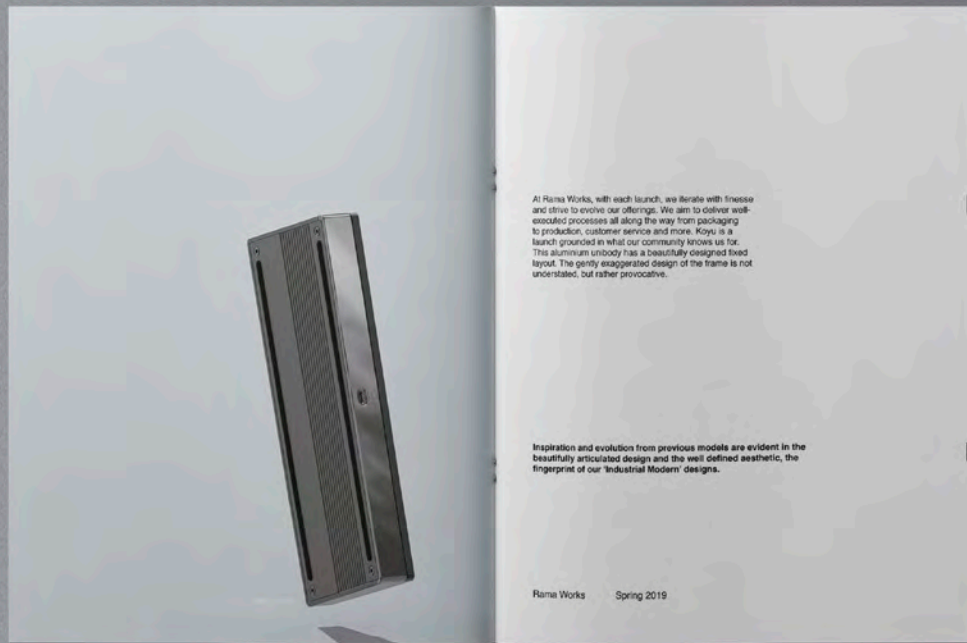 At Rama Works, with each launch, we iterate with finesse
and strive to evolve our offerings. We aim to deliver well-
executed processes all along the way from packaging
to production, customer service and more. Koyu is a
launch grounded in what our community knows us for.
This aluminium unibody has a beautifully designed fixed
layout. The gently exaggerated design of the frame is not
understated, but rather provocative.
Inspiration and evolution from previous models are evident in the
beautifully articulated design and the well defined aesthetic, the
fingerprint of our 'Industrial Modern' designs.
Rama Works Spring 2019